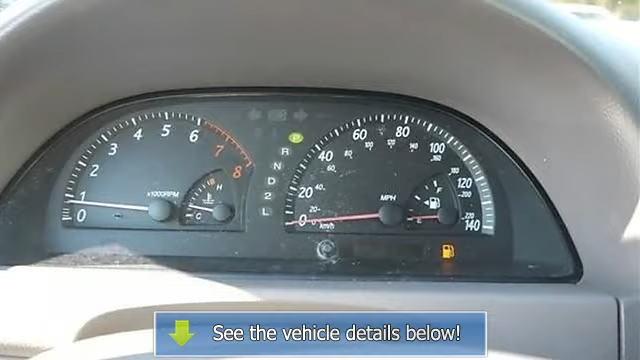 0 1 2 3 4 5 6 7 8
x1000RPM
H
C
P
R
N
D
2
L
0 20 40 60 80 100 120 140
MPH
km/h
F
See the vehicle details below!